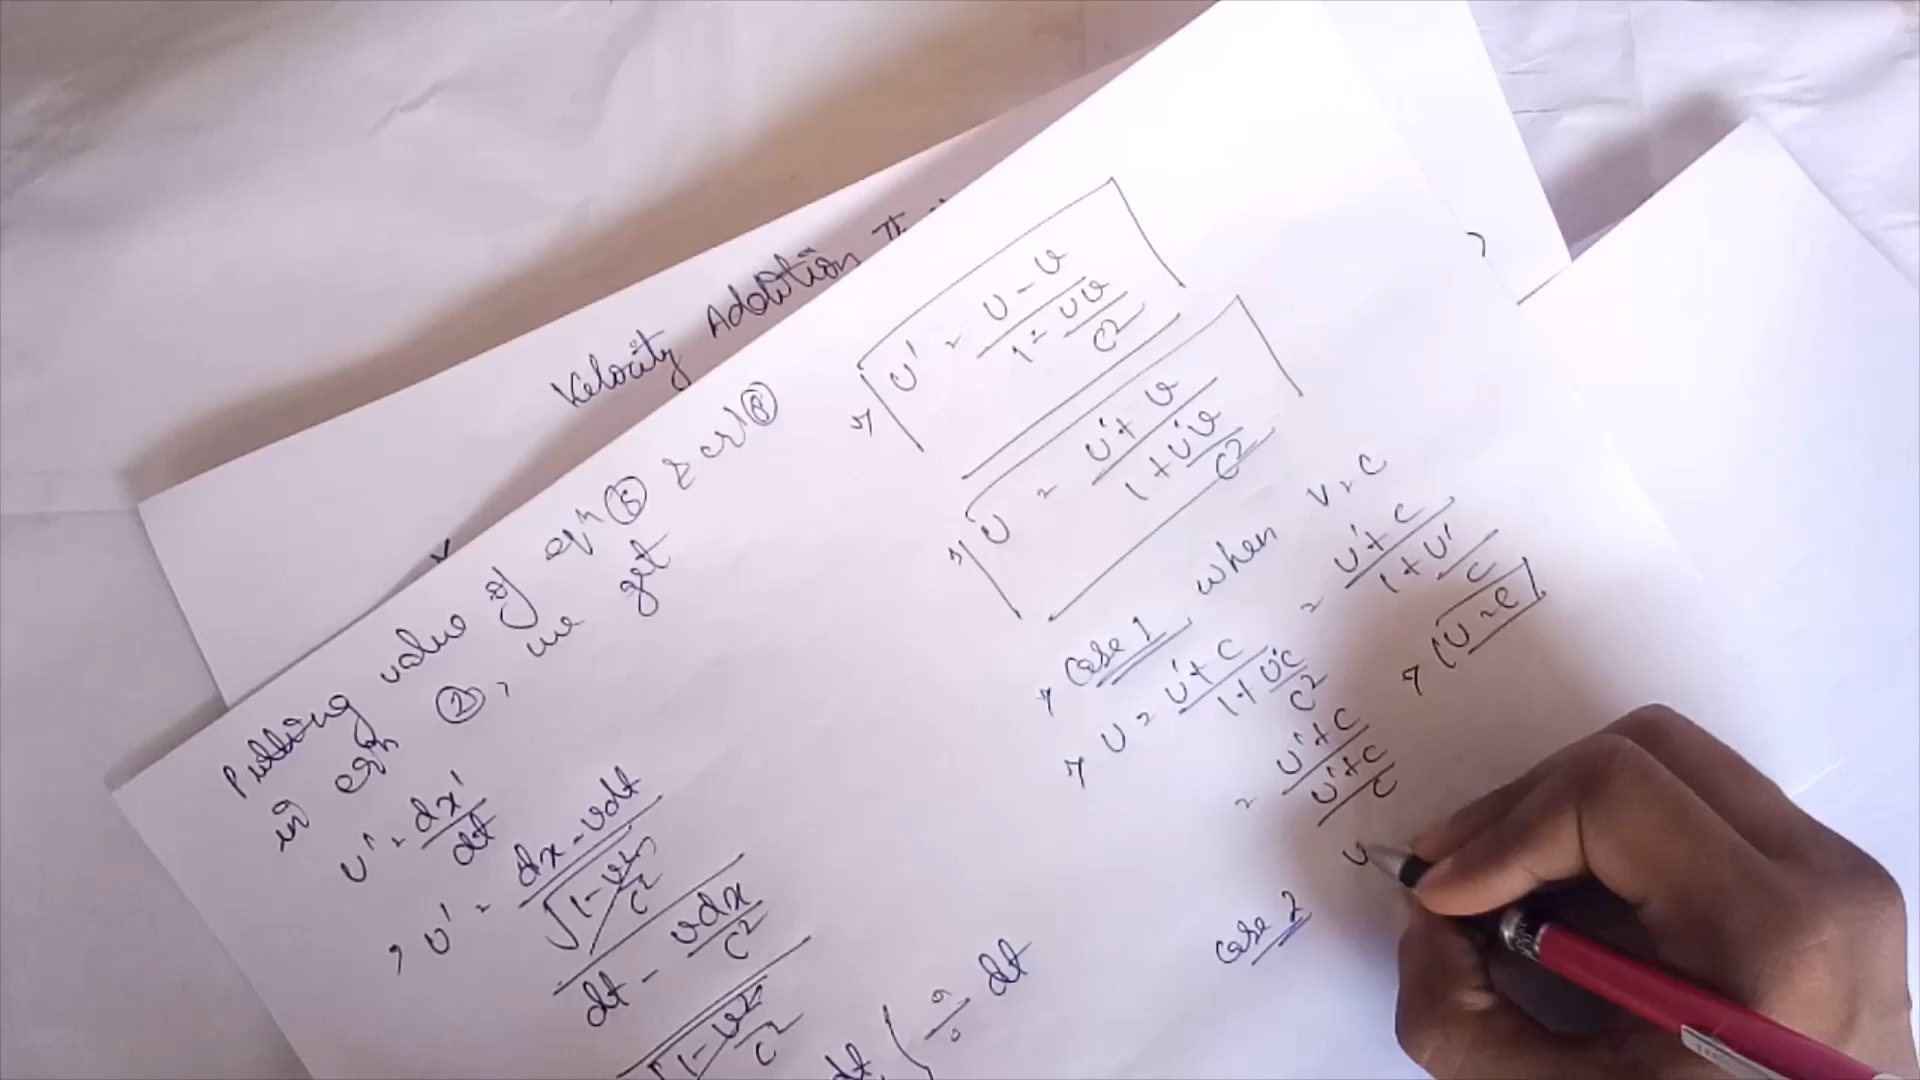 Velocity Addition Th
Putting value of eqn (5) & eqn (8)
in eqn (2), we get
u' = dx'/dt
, u' = (dx - vdt)/√(1 - v²/c²) / (dt - vdx/c²)/√(1 - v²/c²)
dt
→ u' = (u - v)/(1 - uv/c²)
→ u = (u' + v)/(1 + u'v/c²)
→ Case 1, when v = c
→ u = (u' + c)/(1 + u'c/c²) = (u' + c)/(1 + u'/c)
= (u' + c)/((u' + c)/c) → (u = c)
Case 2 u